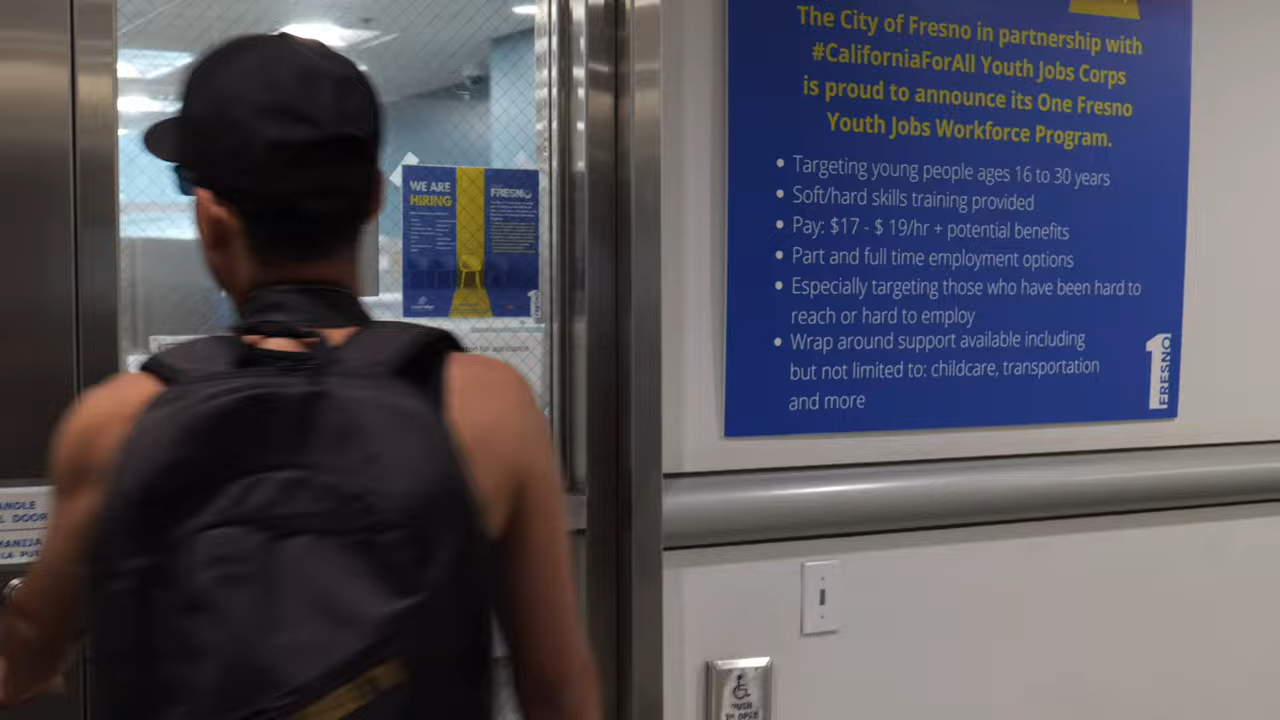 The City of Fresno in partnership with
#CaliforniaForAll Youth Jobs Corps
is proud to announce its One Fresno
Youth Jobs Workforce Program.
• Targeting young people ages 16 to 30 years
• Soft/hard skills training provided
• Pay: $17 - $ 19/hr + potential benefits
• Part and full time employment options
• Especially targeting those who have been hard to
reach or hard to employ
• Wrap around support available including
but not limited to: childcare, transportation
and more
1FRESNO
WE ARE
HIRING
FRESNO
for assistance
DOOR
PUSH
TO OPEN